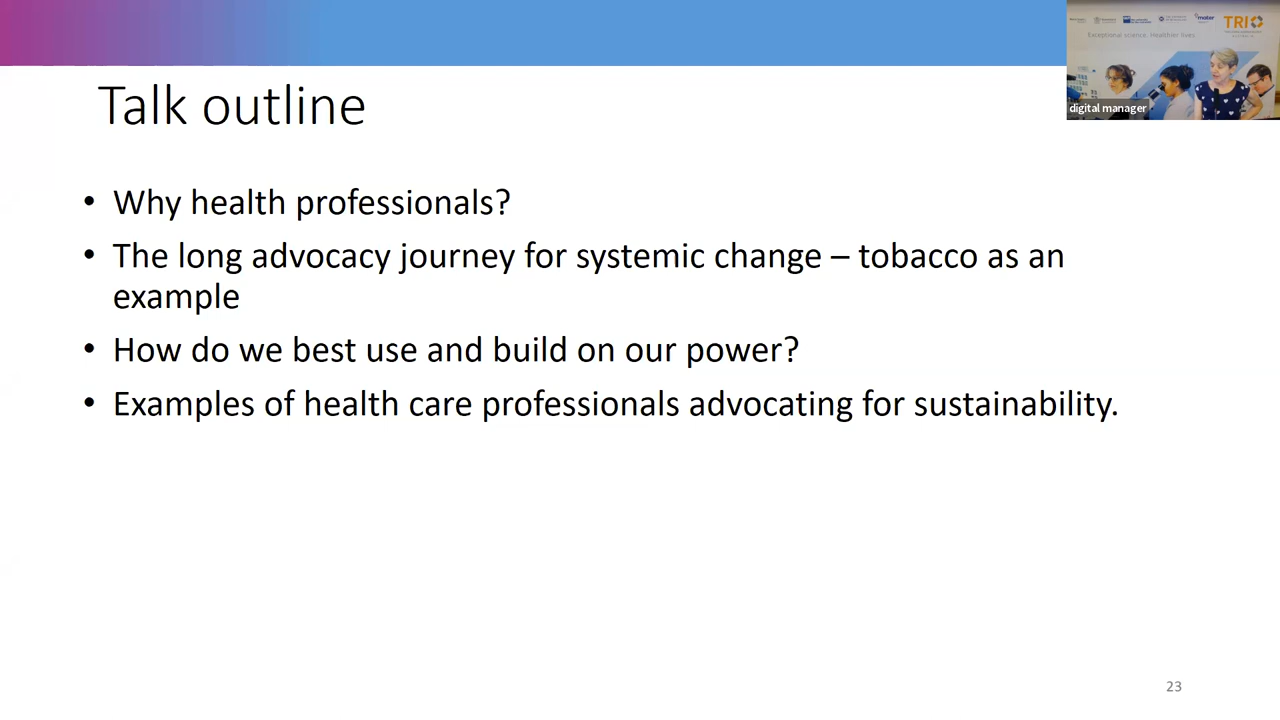 Talk outline
• Why health professionals?
• The long advocacy journey for systemic change – tobacco as an
example
• How do we best use and build on our power?
• Examples of health care professionals advocating for sustainability.
23
mater
TRI
Exceptional science. Healthier lives
digital manager